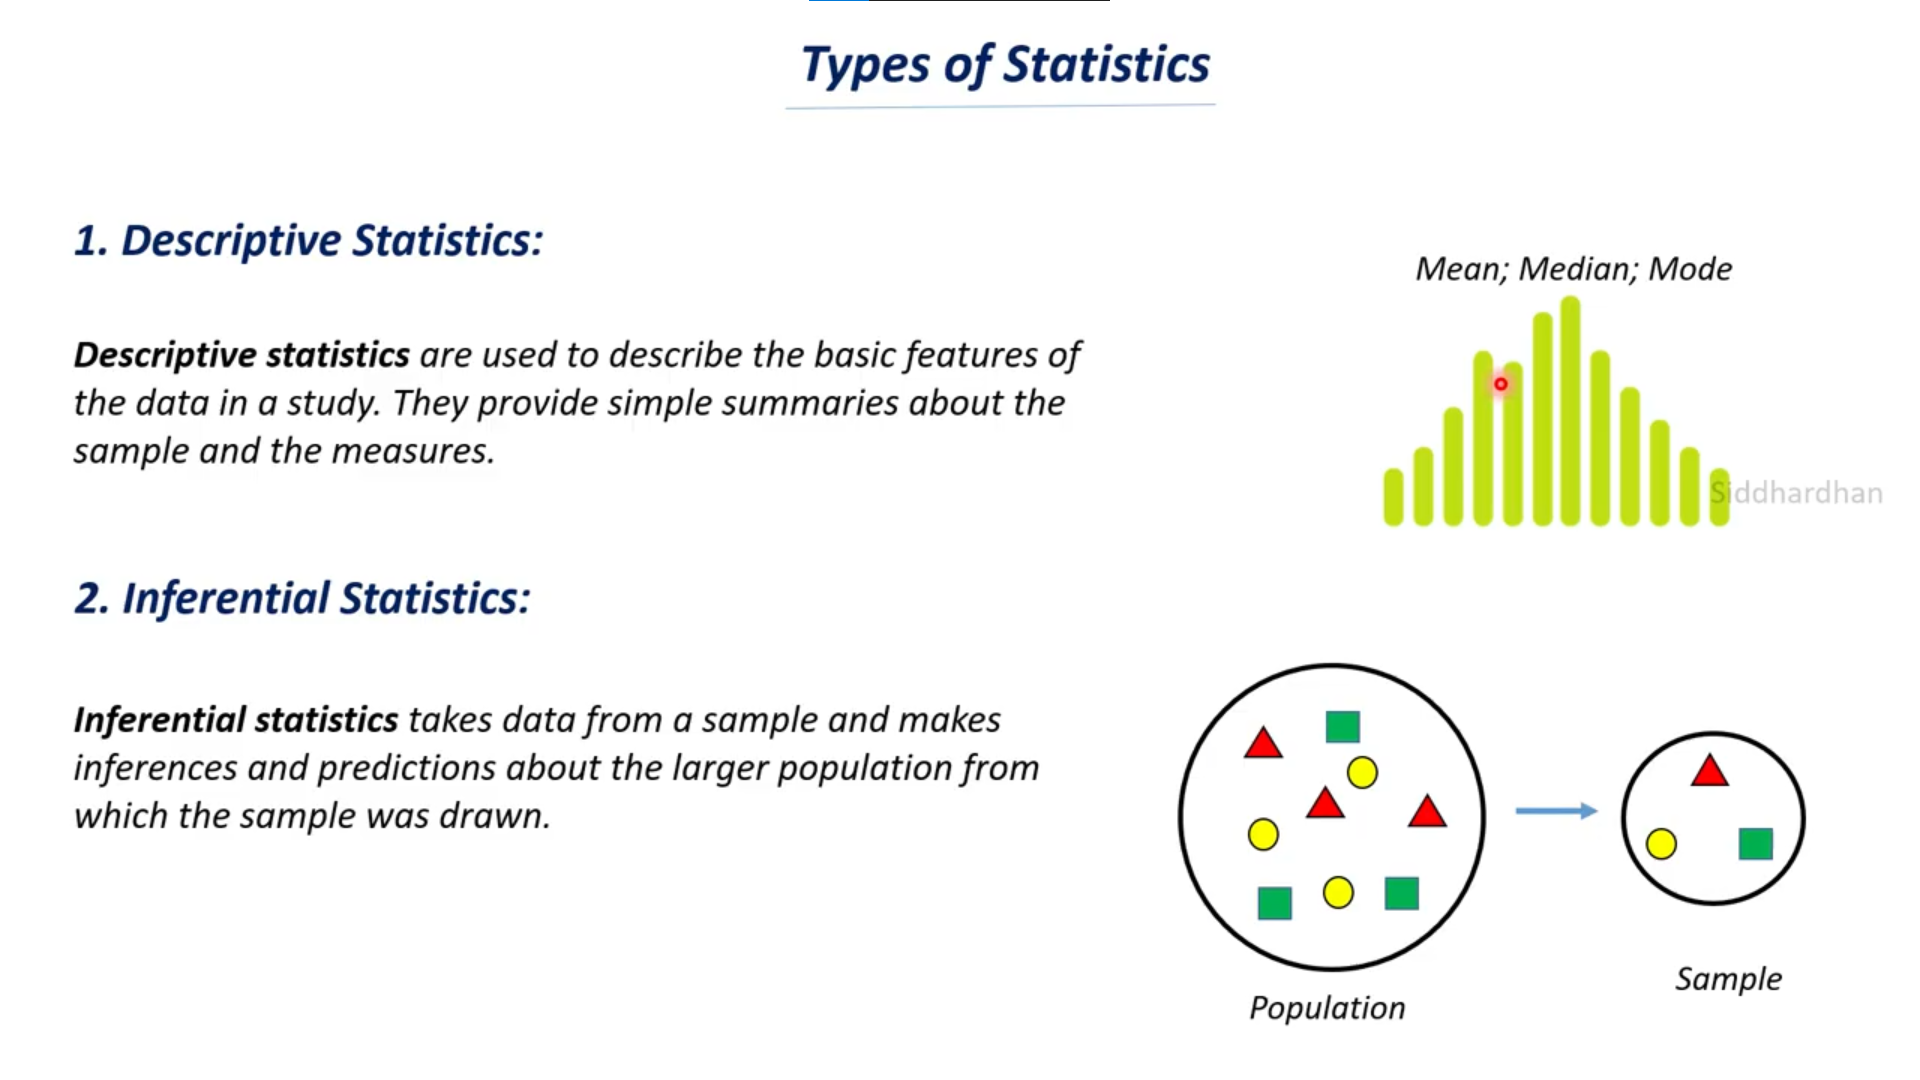 Types of Statistics
1. Descriptive Statistics:
Mean; Median; Mode
Descriptive statistics are used to describe the basic features of
the data in a study. They provide simple summaries about the
sample and the measures.
Siddhardhan
2. Inferential Statistics:
Inferential statistics takes data from a sample and makes
inferences and predictions about the larger population from
which the sample was drawn.
Sample
Population